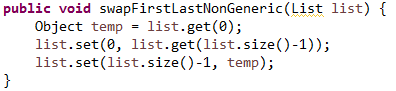 public void swapFirstLastNonGeneric(List list) {
    Object temp = list.get(0);
    list.set(0, list.get(list.size()-1));
    list.set(list.size()-1, temp);
}